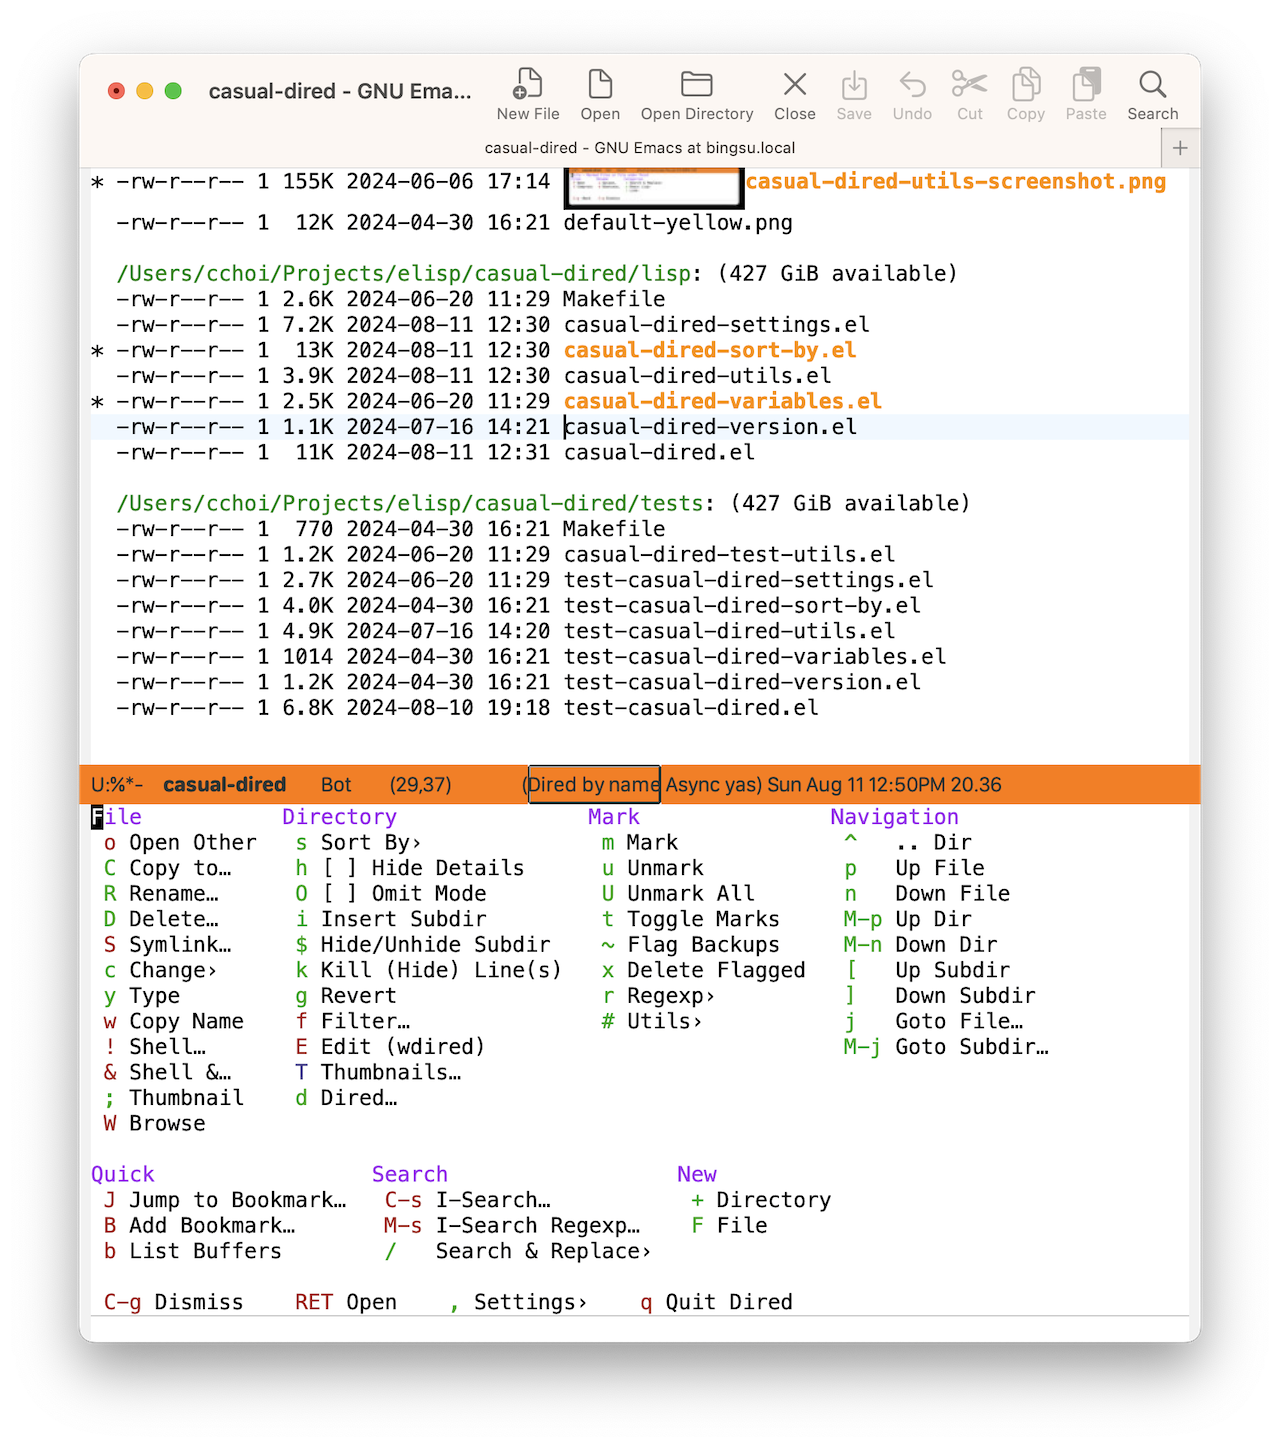 casual-dired - GNU Ema...
New File Open Open Directory Close Save Undo Cut Copy Paste Search
casual-dired - GNU Emacs at bingsu.local +
* -rw-r--r-- 1 155K 2024-06-06 17:14 casual-dired-utils-screenshot.png
-rw-r--r-- 1 12K 2024-04-30 16:21 default-yellow.png
/Users/cchoi/Projects/elisp/casual-dired/lisp: (427 GiB available)
-rw-r--r-- 1 2.6K 2024-06-20 11:29 Makefile
-rw-r--r-- 1 7.2K 2024-08-11 12:30 casual-dired-settings.el
* -rw-r--r-- 1 13K 2024-08-11 12:30 casual-dired-sort-by.el
-rw-r--r-- 1 3.9K 2024-08-11 12:30 casual-dired-utils.el
* -rw-r--r-- 1 2.5K 2024-06-20 11:29 casual-dired-variables.el
-rw-r--r-- 1 1.1K 2024-07-16 14:21 casual-dired-version.el
-rw-r--r-- 1 11K 2024-08-11 12:31 casual-dired.el
/Users/cchoi/Projects/elisp/casual-dired/tests: (427 GiB available)
-rw-r--r-- 1 770 2024-04-30 16:21 Makefile
-rw-r--r-- 1 1.2K 2024-06-20 11:29 casual-dired-test-utils.el
-rw-r--r-- 1 2.7K 2024-06-20 11:29 test-casual-dired-settings.el
-rw-r--r-- 1 4.0K 2024-04-30 16:21 test-casual-dired-sort-by.el
-rw-r--r-- 1 4.9K 2024-07-16 14:20 test-casual-dired-utils.el
-rw-r--r-- 1 1014 2024-04-30 16:21 test-casual-dired-variables.el
-rw-r--r-- 1 1.2K 2024-04-30 16:21 test-casual-dired-version.el
-rw-r--r-- 1 6.8K 2024-08-10 19:18 test-casual-dired.el
U:%*- casual-dired Bot (29,37) (Dired by name Async yas) Sun Aug 11 12:50PM 20.36
File Directory Mark Navigation
o Open Other s Sort By› m Mark ^ .. Dir
C Copy to… h [ ] Hide Details u Unmark p Up File
R Rename… O [ ] Omit Mode U Unmark All n Down File
D Delete… i Insert Subdir t Toggle Marks M-p Up Dir
S Symlink… $ Hide/Unhide Subdir ~ Flag Backups M-n Down Dir
c Change› k Kill (Hide) Line(s) x Delete Flagged [ Up Subdir
y Type g Revert r Regexp› ] Down Subdir
w Copy Name f Filter… # Utils› j Goto File…
! Shell… E Edit (wdired) M-j Goto Subdir…
& Shell &… T Thumbnails…
; Thumbnail d Dired…
W Browse
Quick Search New
J Jump to Bookmark… C-s I-Search… + Directory
B Add Bookmark… M-s I-Search Regexp… F File
b List Buffers / Search & Replace›
C-g Dismiss RET Open , Settings› q Quit Dired